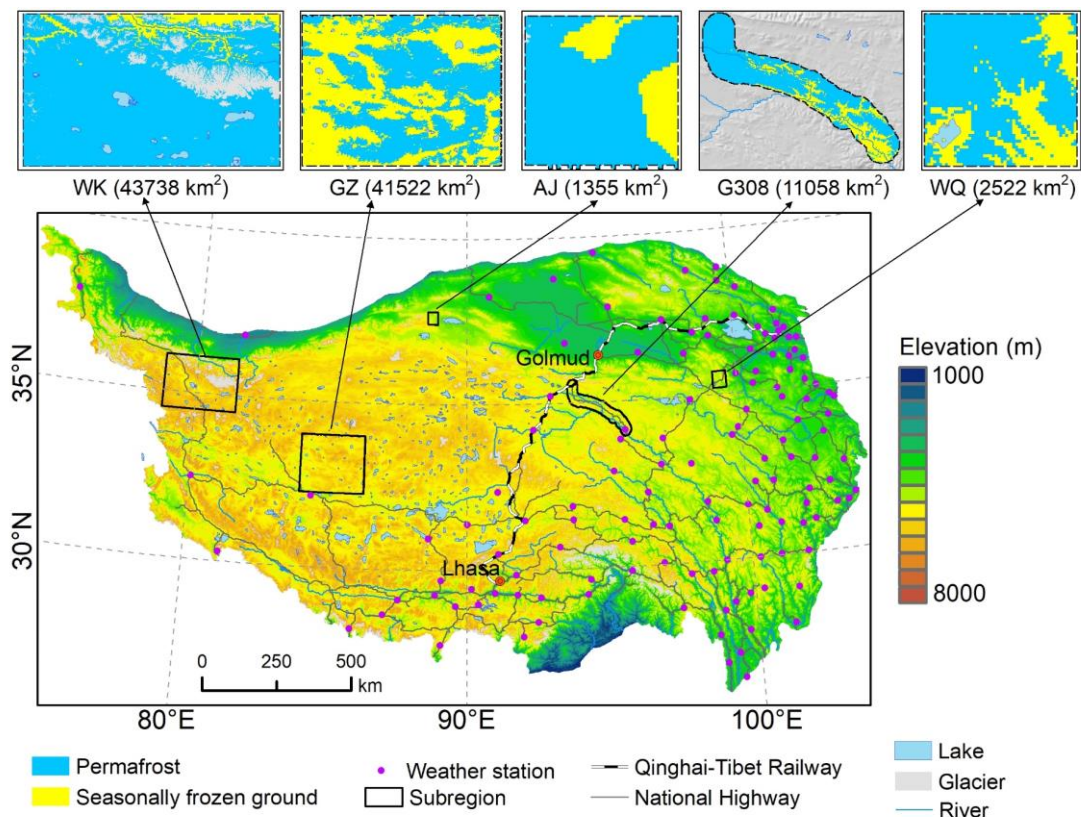 WK (43738 km²)
GZ (41522 km²)
AJ (1355 km²)
G308 (11058 km²)
WQ (2522 km²)
35°N
30°N
Golmud
Lhasa
Elevation (m)
1000
8000
0 250 500
km
80°E
90°E
100°E
Permafrost
Seasonally frozen ground
Weather station
Subregion
Qinghai-Tibet Railway
National Highway
Lake
Glacier
River